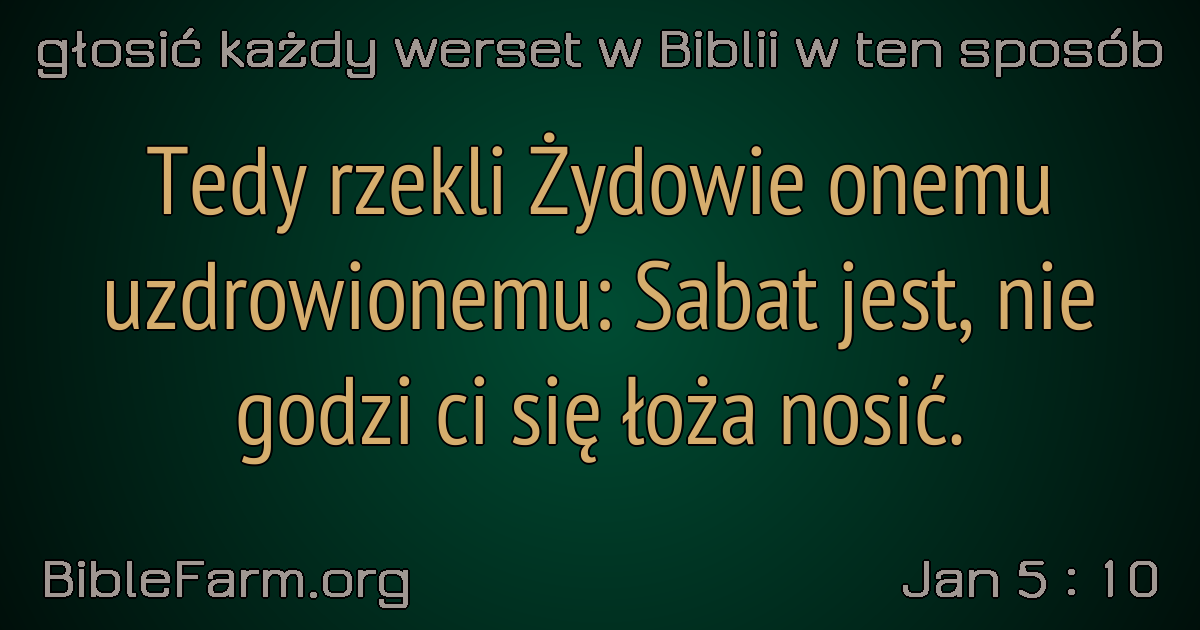 głosić każdy werset w Biblii w ten sposób
Tedy rzekli Żydowie onemu
uzdrowionemu: Sabat jest, nie
godzi ci się łoża nosić.
BibleFarm.org
Jan 5 : 10